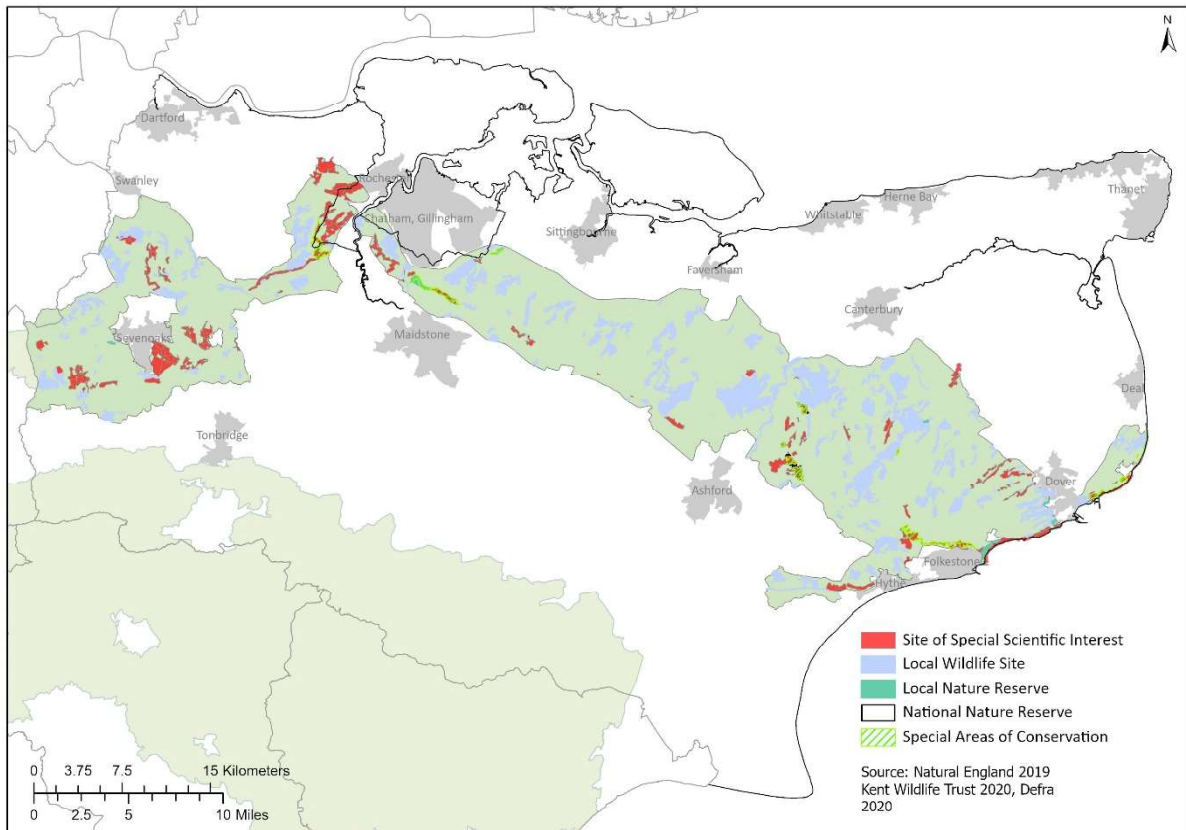 N
Dartford
Swanley
Roches
Chatham, Gillingham
Sittingbourne
Whitstable
Herne Bay
Thanet
Faversham
Canterbury
Maidstone
Sevenoaks
Deal
Tonbridge
Ashford
Dover
Folkestone
Hythe
Site of Special Scientific Interest
Local Wildlife Site
Local Nature Reserve
National Nature Reserve
Special Areas of Conservation
Source: Natural England 2019
Kent Wildlife Trust 2020, Defra
2020
0 3.75 7.5 15 Kilometers
0 2.5 5 10 Miles